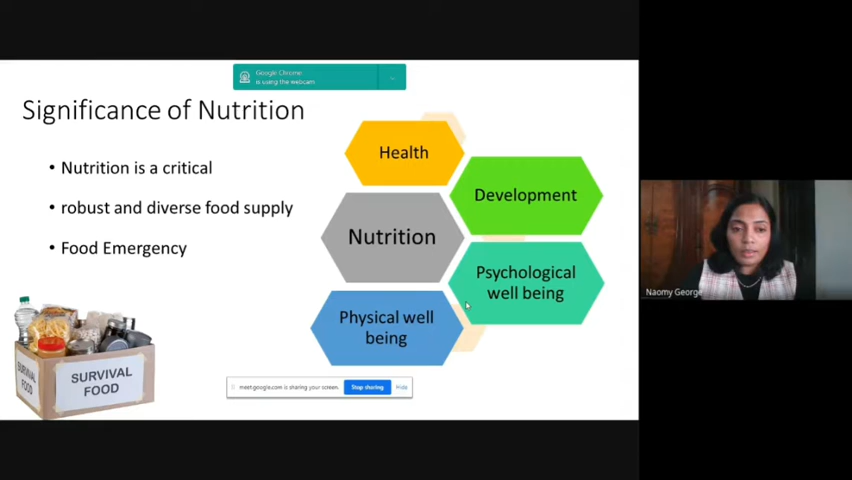 Google Chrome
is using the webcam.
Significance of Nutrition
• Nutrition is a critical
• robust and diverse food supply
• Food Emergency
Health
Development
Nutrition
Psychological
well being
Physical well
being
SURVIVAL
FOOD
SURVIVAL
FOOD
meet.google.com is sharing your screen.
Stop sharing
Hide
Naomy George